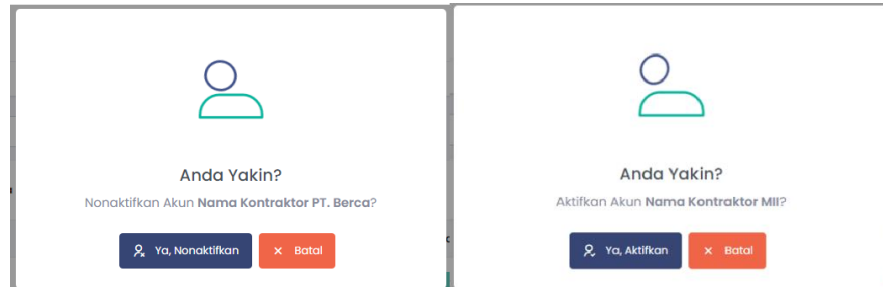 Anda Yakin?
Nonaktifkan Akun Nama Kontraktor PT. Berca?
Ya, Nonaktifkan
Batal
Anda Yakin?
Aktifkan Akun Nama Kontraktor MII?
Ya, Aktifkan
Batal